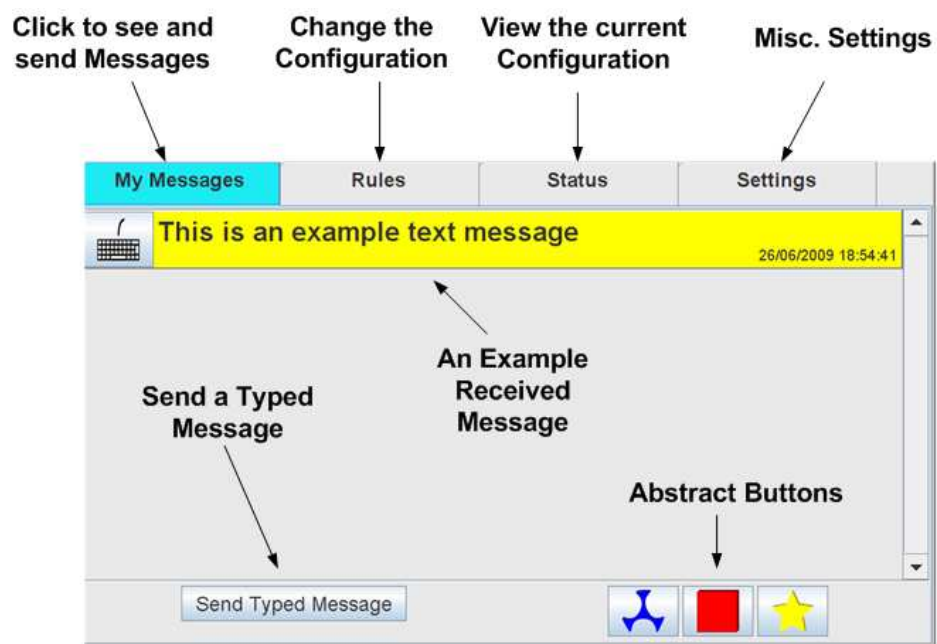 Click to see and
send Messages
Change the
Configuration
View the current
Configuration
Misc. Settings
My Messages
Rules
Status
Settings
This is an example text message
26/06/2009 18:54:41
An Example
Received
Message
Send a Typed
Message
Abstract Buttons
Send Typed Message